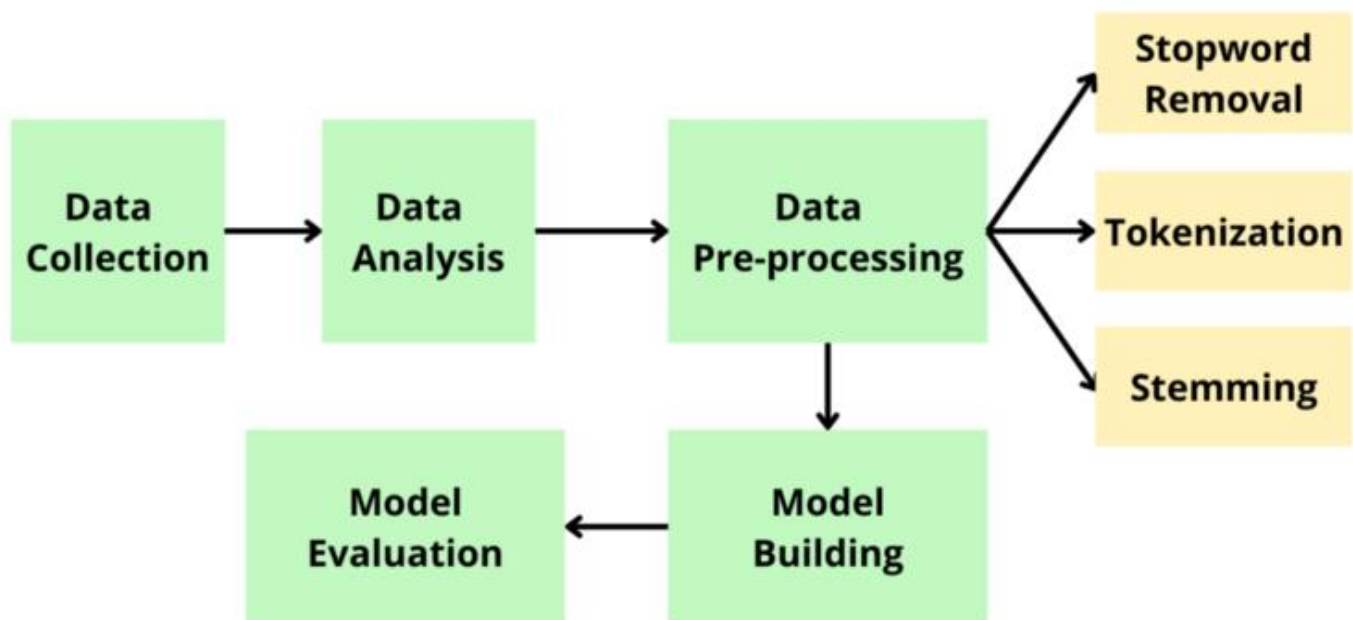 Data
Collection
Data
Analysis
Data
Pre-processing
Stopword
Removal
Tokenization
Stemming
Model
Building
Model
Evaluation